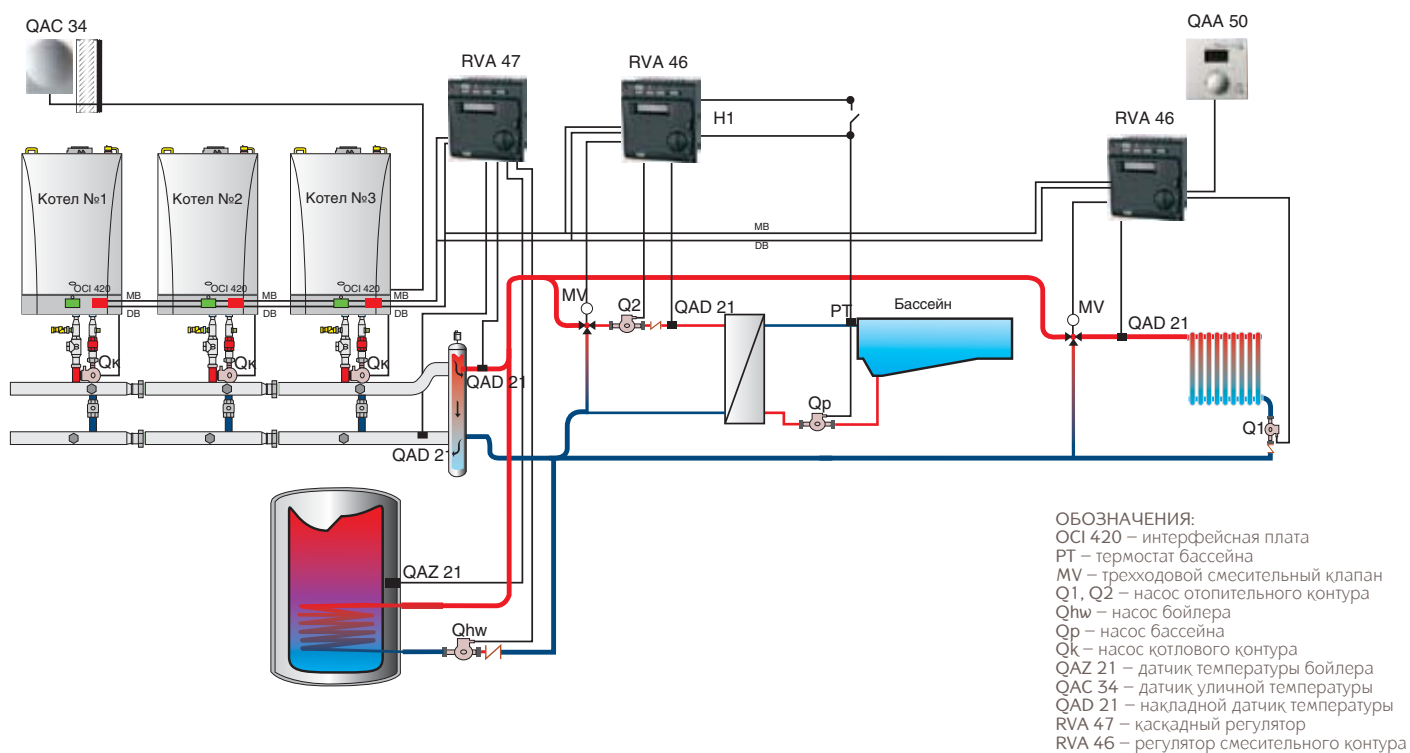 QAC 34
QAA 50
RVA 47
RVA 46
H1
RVA 46
Котел №1
Котел №2
Котел №3
MB
DB
OCI 420
OCI 420
OCI 420
MB
DB
MB
DB
MB
DB
MV
Q2
QAD 21
PT
Бассейн
MV
QAD 21
Qк
Qк
Qк
QAD 21
Qp
Q1
QAD 21
QAZ 21
Qhw
ОБОЗНАЧЕНИЯ:
OCI 420 – интерфейсная плата
PT – термостат бассейна
MV – трехходовой смесительный клапан
Q1, Q2 – насос отопительного контура
Qhw – насос бойлера
Qp – насос бассейна
Qk – насос котлового контура
QAZ 21 – датчик температуры бойлера
QAC 34 – датчик уличной температуры
QAD 21 – накладной датчик температуры
RVA 47 – каскадный регулятор
RVA 46 – регулятор смесительного контура